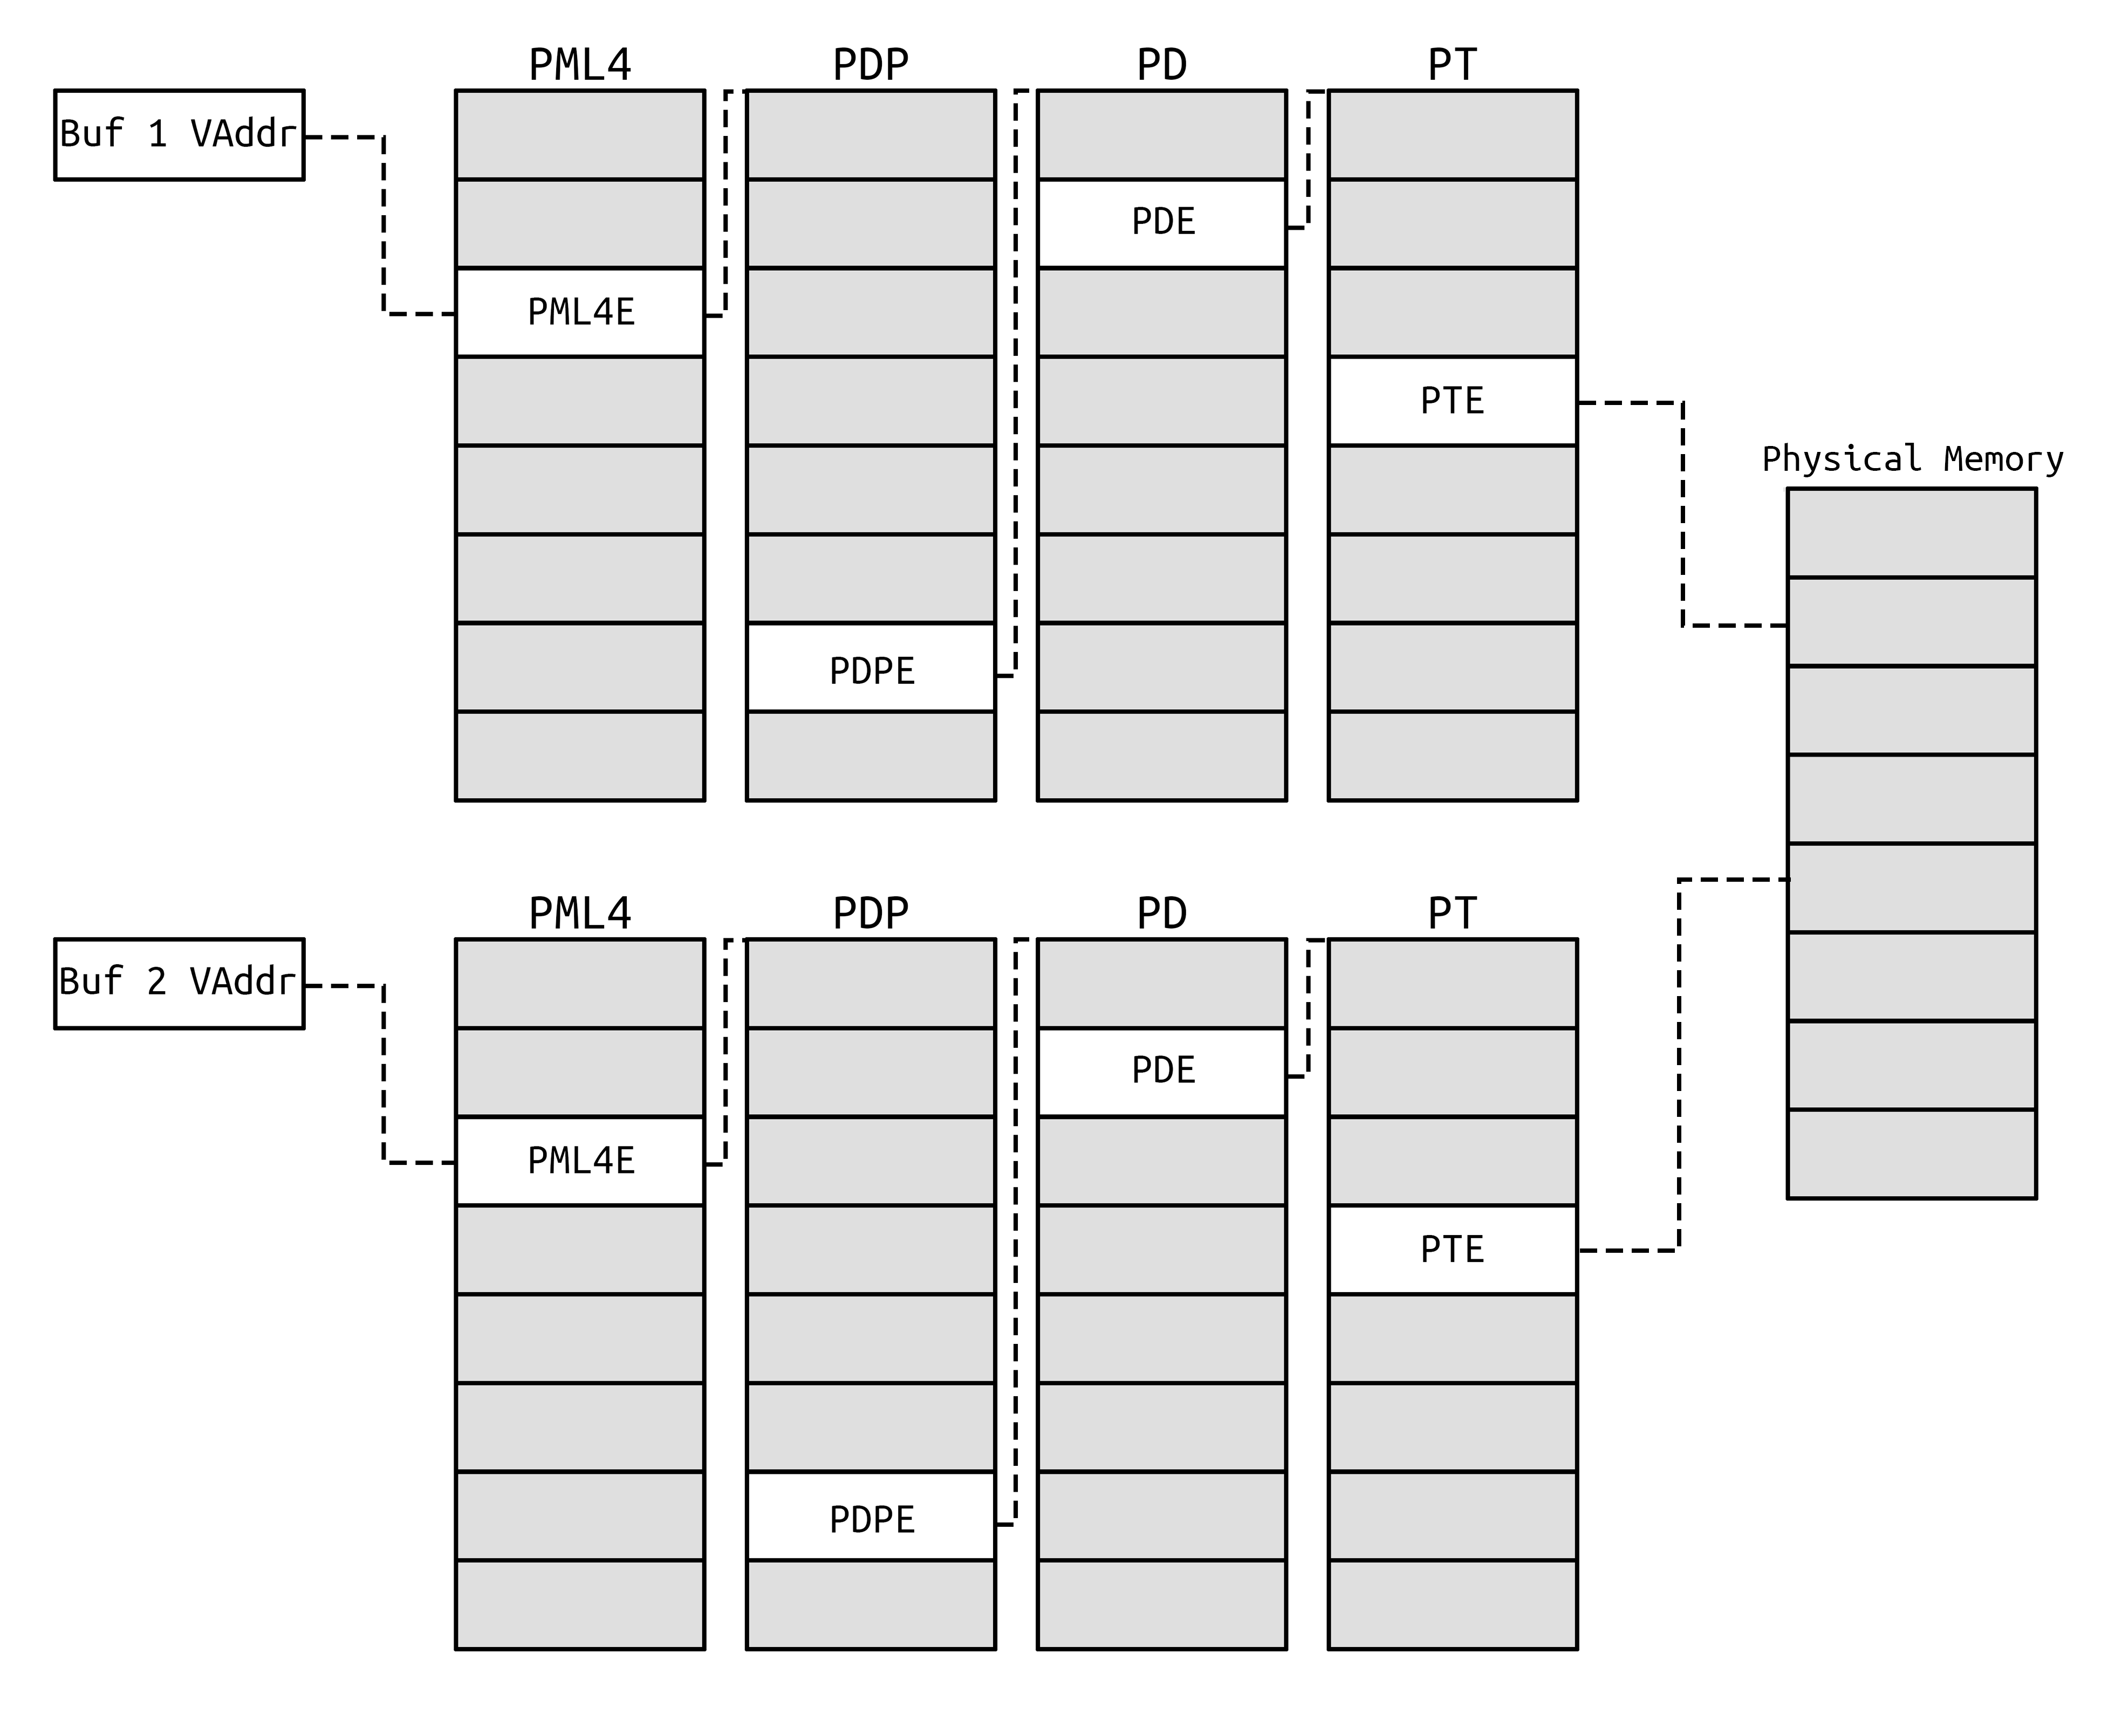 PML4 PDP PD PT
Buf 1 VAddr
PDE
PML4E
PTE
Physical Memory
PDPE
PML4 PDP PD PT
Buf 2 VAddr
PDE
PML4E
PTE
PDPE